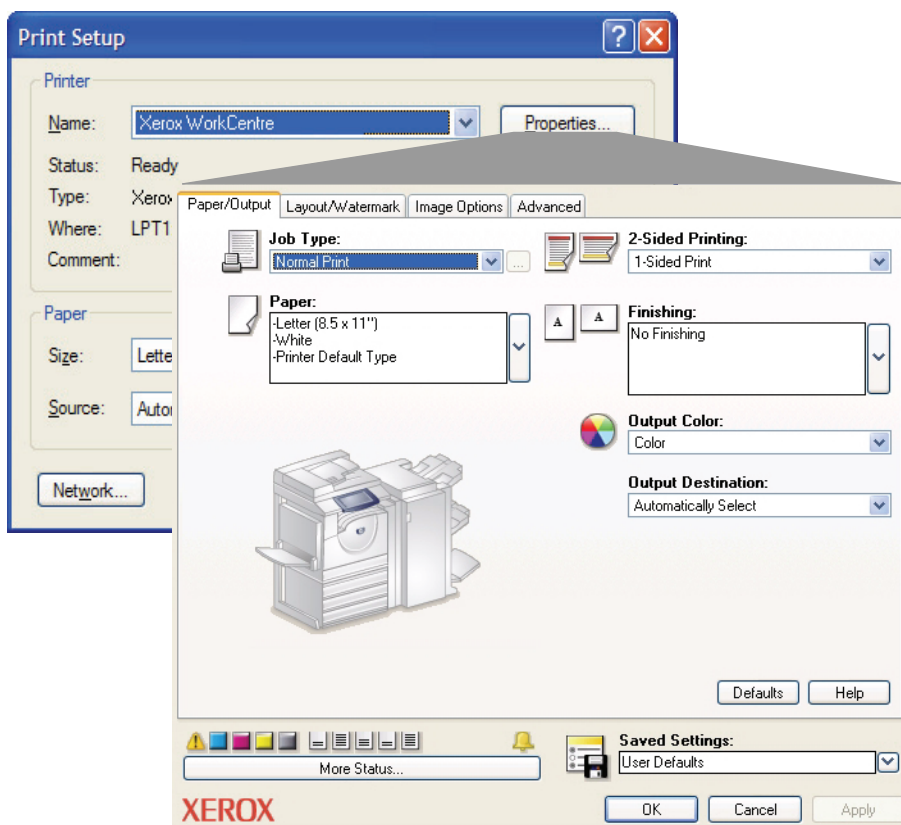 Print Setup
Printer
Name:
Xerox WorkCentre
Properties...
Status:
Ready
Type:
Xerox
Where:
LPT1
Comment:
Paper
Size:
Lette
Source:
Auto
Network...
Paper/Output
Layout/Watermark
Image Options
Advanced
Job Type:
Normal Print
...
2-Sided Printing:
1-Sided Print
Paper:
-Letter (8.5 x 11")
-White
-Printer Default Type
A
A
Finishing:
No Finishing
Output Color:
Color
Output Destination:
Automatically Select
Defaults
Help
More Status...
Saved Settings:
User Defaults
XEROX
OK
Cancel
Apply